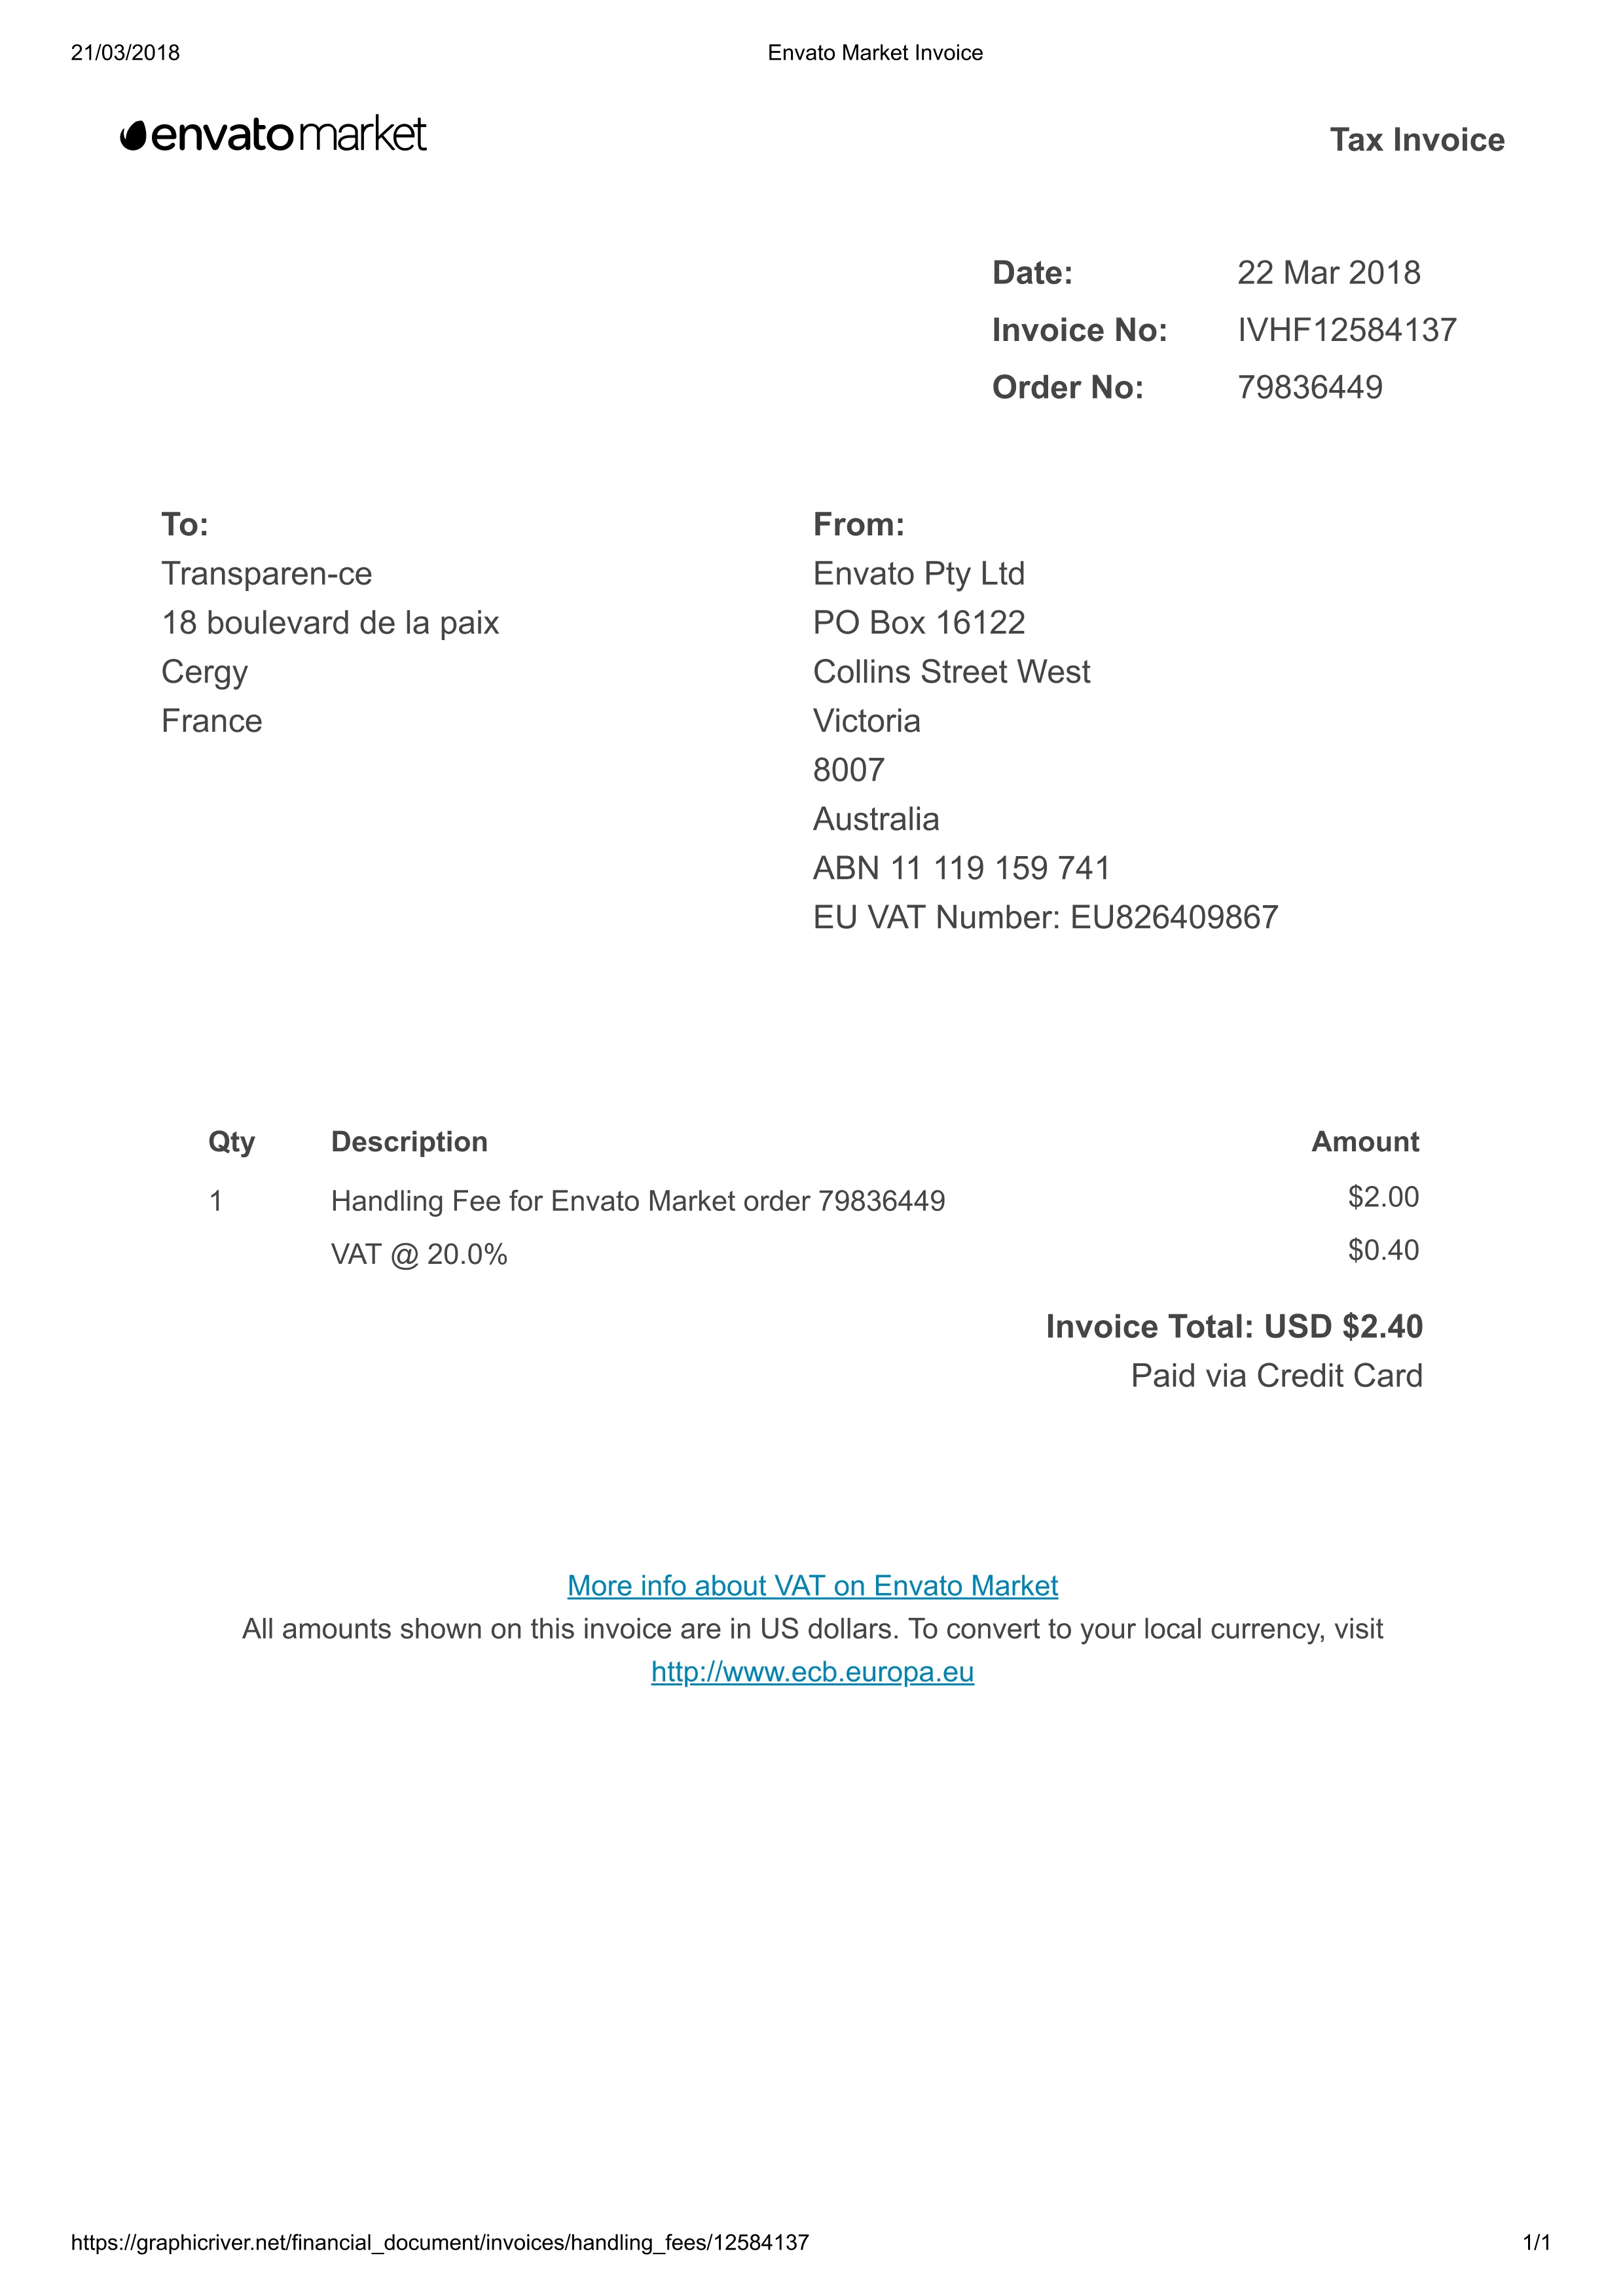 21/03/2018 Envato Market Invoice
envatomarket
Tax Invoice
Date: 22 Mar 2018
Invoice No: IVHF12584137
Order No: 79836449
To:
Transparen-ce
18 boulevard de la paix
Cergy
France
From:
Envato Pty Ltd
PO Box 16122
Collins Street West
Victoria
8007
Australia
ABN 11 119 159 741
EU VAT Number: EU826409867
Qty Description Amount
1 Handling Fee for Envato Market order 79836449 $2.00
VAT @ 20.0% $0.40
Invoice Total: USD $2.40
Paid via Credit Card
More info about VAT on Envato Market
All amounts shown on this invoice are in US dollars. To convert to your local currency, visit
http://www.ecb.europa.eu
https://graphicriver.net/financial_document/invoices/handling_fees/12584137 1/1